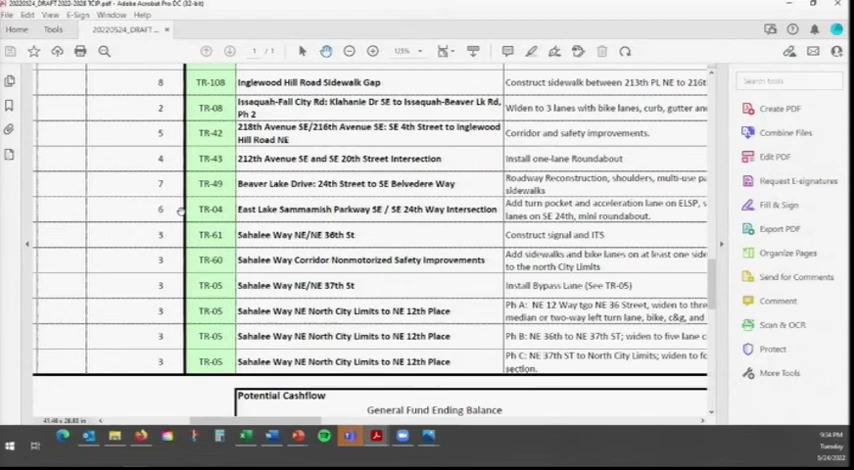 20220524_DRAFT 2022-2028 TCIP.pdf - Adobe Acrobat Pro DC (32-bit)
File Edit View E-Sign Window Help
Home Tools 20220524_DRAFT ... ×
1 / 1 125%
8 TR-108 Inglewood Hill Road Sidewalk Gap Construct sidewalk between 213th PL NE to 216t
2 TR-08 Issaquah-Fall City Rd: Klahanie Dr SE to Issaquah-Beaver Lk Rd, Widen to 3 lanes with bike lanes, curb, gutter an
Ph 2
5 TR-42 218th Avenue SE/216th Avenue SE: SE 4th Street to Inglewood Corridor and safety improvements.
Hill Road NE
4 TR-43 212th Avenue SE and SE 20th Street Intersection Install one-lane Roundabout
7 TR-49 Beaver Lake Drive: 24th Street to SE Belvedere Way Roadway Reconstruction, shoulders, multi-use pa
sidewalks
6 TR-04 East Lake Sammamish Parkway SE / SE 24th Way Intersection Add turn pocket and acceleration lane on ELSP, s
lanes on SE 24th, mini roundabout.
3 TR-61 Sahalee Way NE/NE 36th St Construct signal and ITS
3 TR-60 Sahalee Way Corridor Nonmotorized Safety Improvements Add sidewalks and bike lanes on at least one side
to the north City Limits
3 TR-05 Sahalee Way NE/NE 37th St Install Bypass Lane (See TR-05)
3 TR-05 Sahalee Way NE North City Limits to NE 12th Place Ph A: NE 12 Way tgo NE 36 Street, widen to thre
median or two-way left turn lane, bike, c&g, and
3 TR-05 Sahalee Way NE North City Limits to NE 12th Place Ph B: NE 36th to NE 37th ST; widen to five lane c
3 TR-05 Sahalee Way NE North City Limits to NE 12th Place Ph C: NE 37th ST to North City Limits; widen to fo
section.
Potential Cashflow
General Fund Ending Balance
Search tools
Create PDF
Combine Files
Edit PDF
Request E-signatures
Fill & Sign
Export PDF
Organize Pages
Send for Comments
Comment
Scan & OCR
Protect
More Tools
9:34 PM
Tuesday
5/24/2022